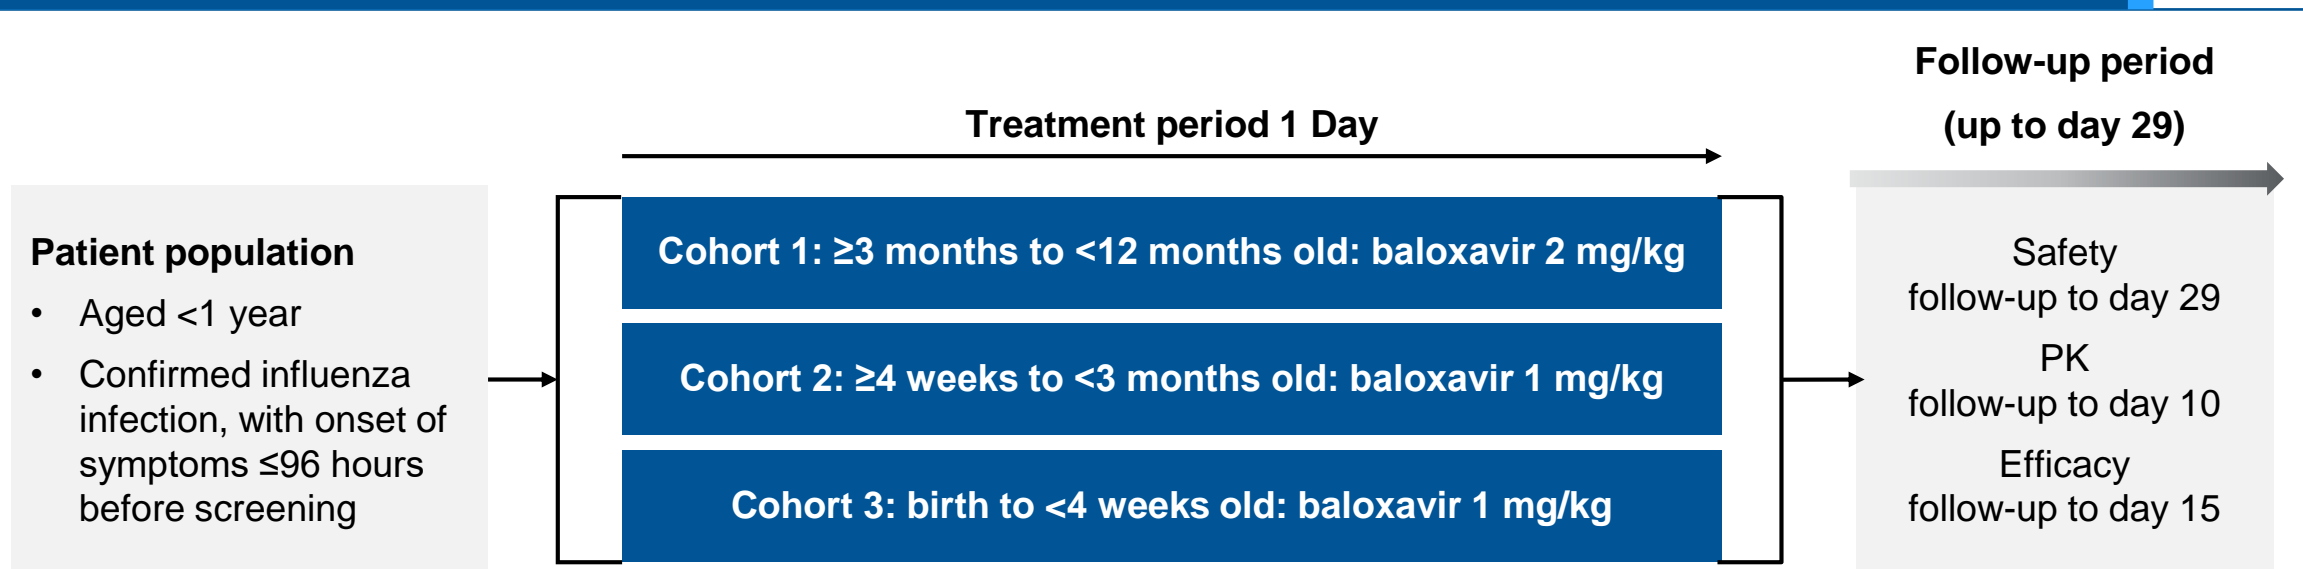 Follow-up period
(up to day 29)
Treatment period 1 Day
Patient population
• Aged <1 year
• Confirmed influenza
infection, with onset of
symptoms ≤96 hours
before screening
Cohort 1: ≥3 months to <12 months old: baloxavir 2 mg/kg
Cohort 2: ≥4 weeks to <3 months old: baloxavir 1 mg/kg
Cohort 3: birth to <4 weeks old: baloxavir 1 mg/kg
Safety
follow-up to day 29
PK
follow-up to day 10
Efficacy
follow-up to day 15